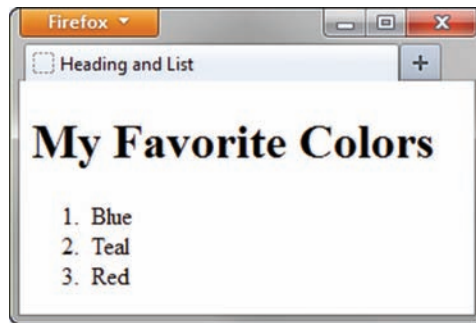 Firefox
Heading and List
My Favorite Colors
1. Blue
2. Teal
3. Red